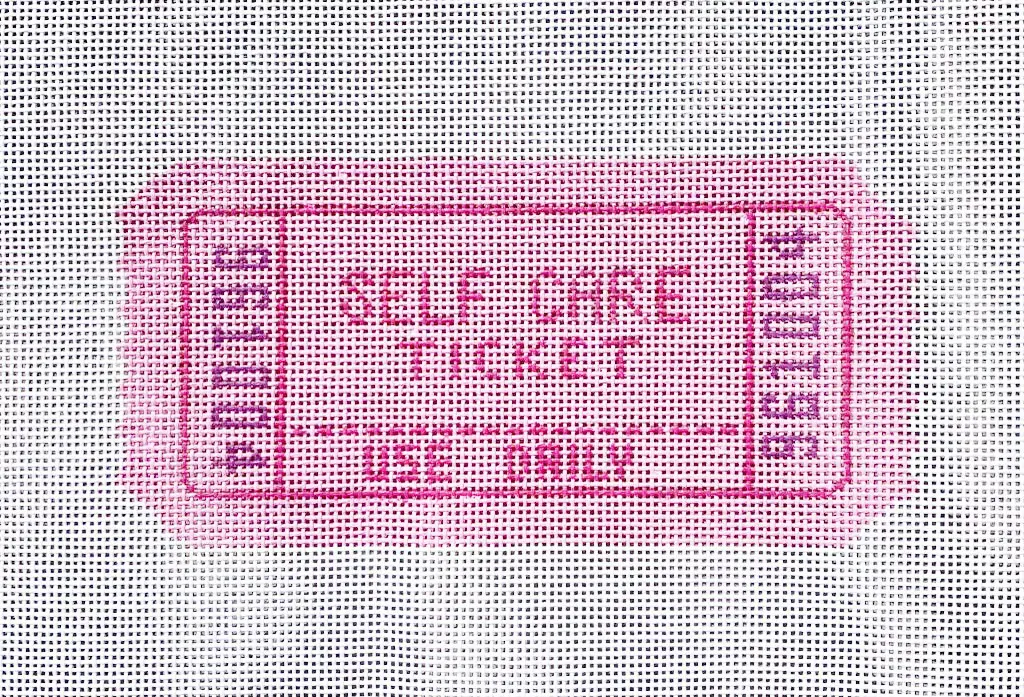 961004
SELF CARE
TICKET
USE DAILY
961004